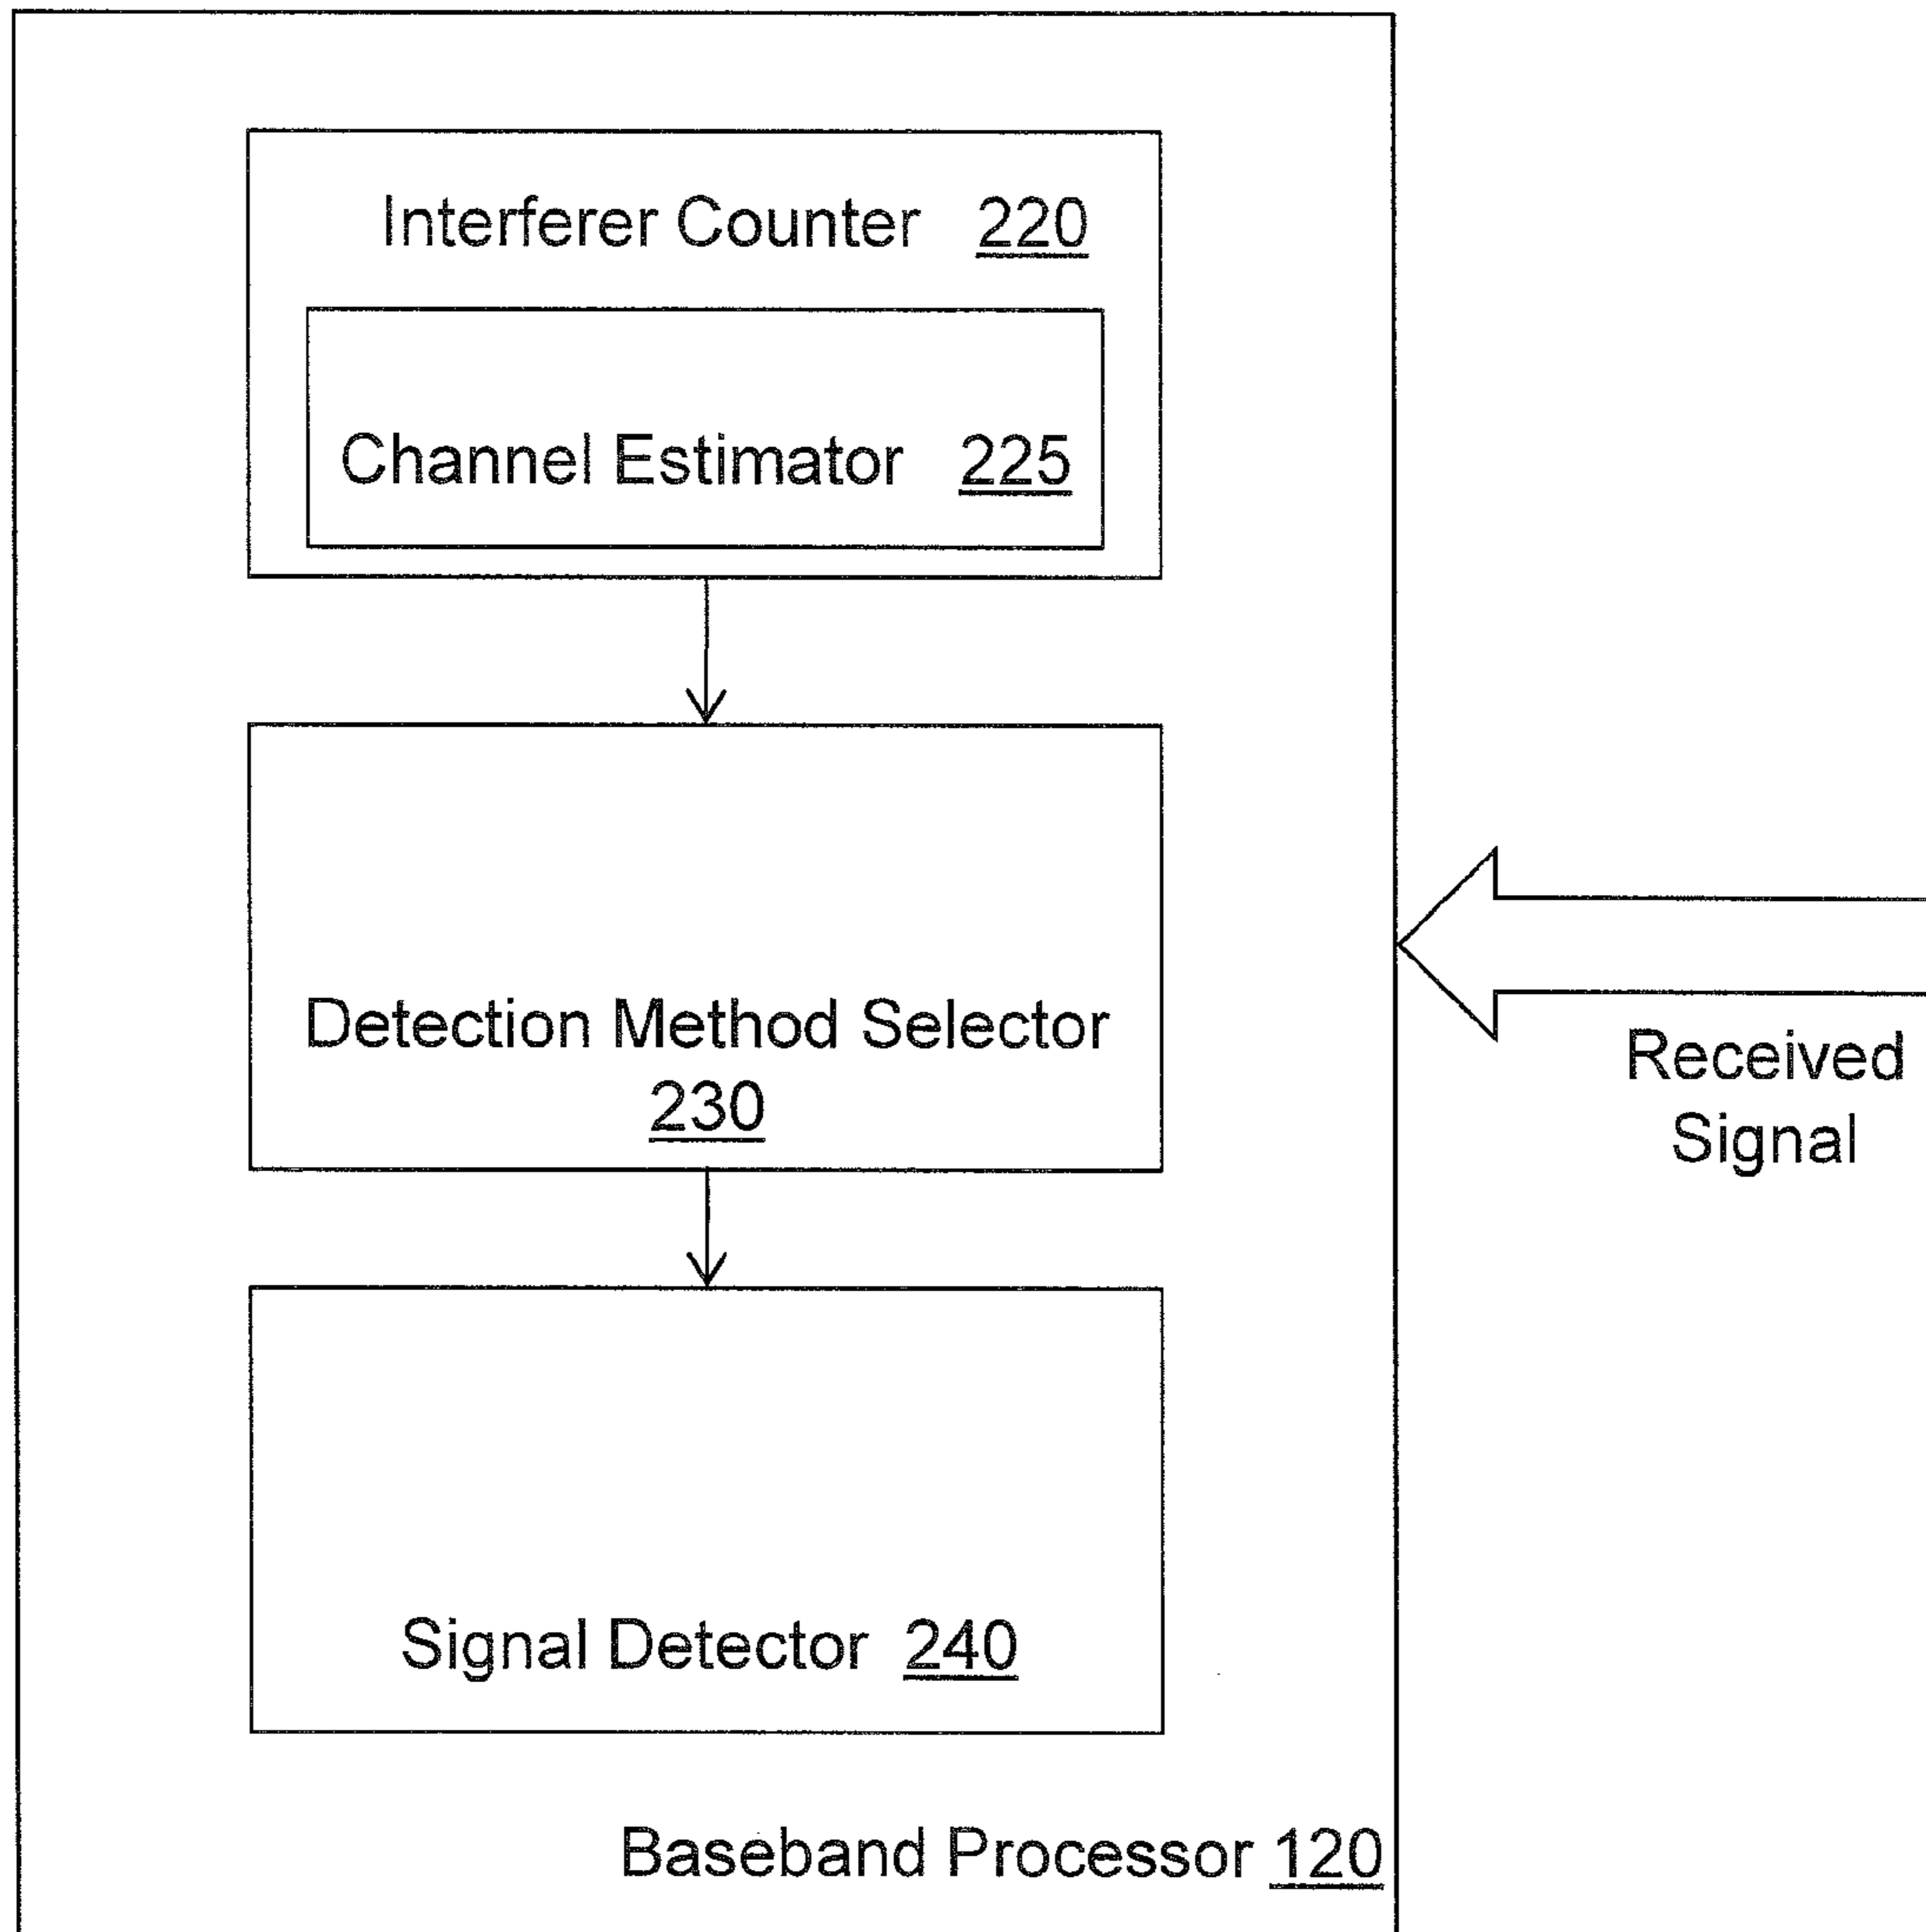 Interferer Counter 220
Channel Estimator 225
Detection Method Selector
230
Received
Signal
Signal Detector 240
Baseband Processor 120